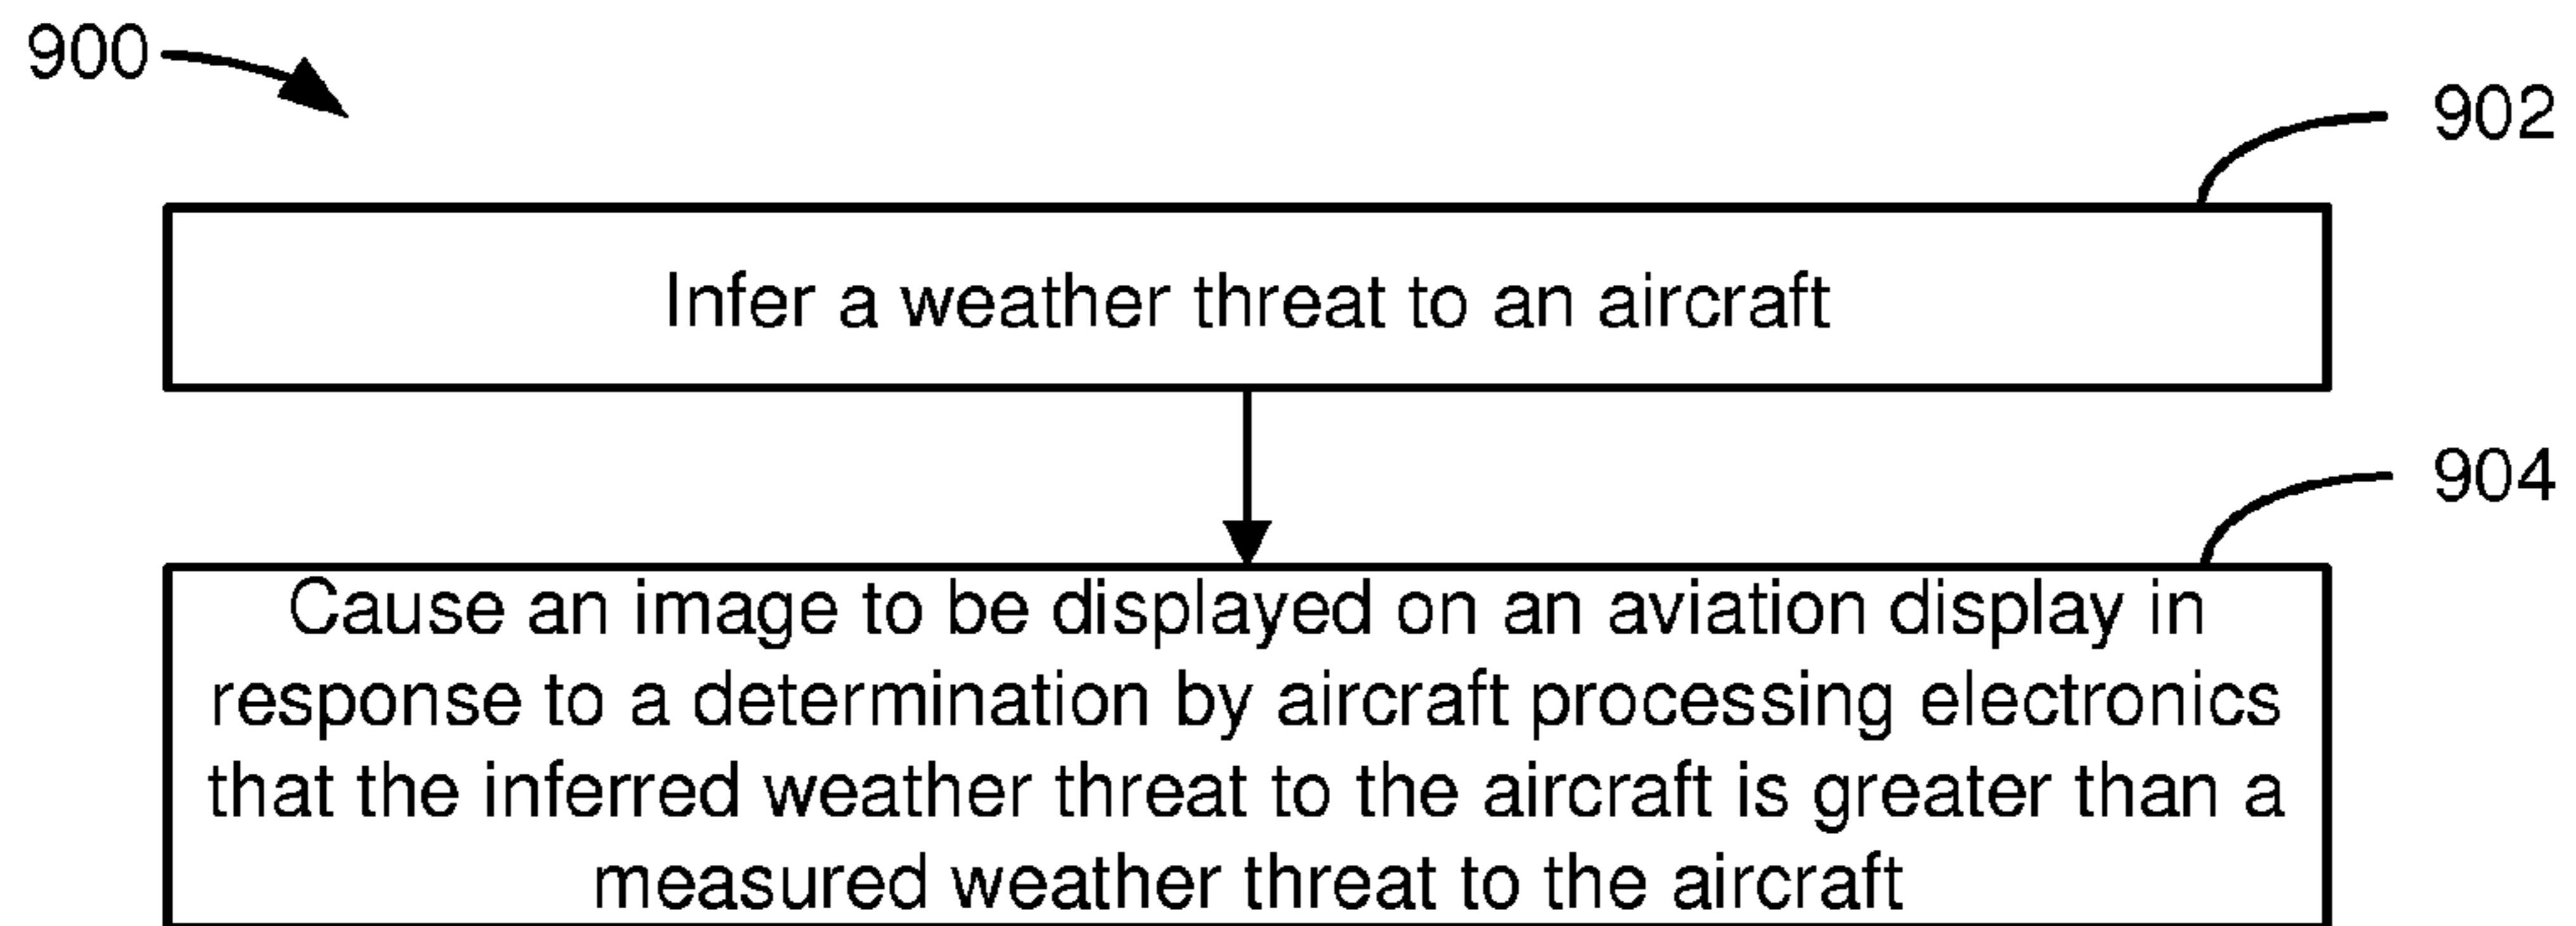 900
902
Infer a weather threat to an aircraft
904
Cause an image to be displayed on an aviation display in
response to a determination by aircraft processing electronics
that the inferred weather threat to the aircraft is greater than a
measured weather threat to the aircraft